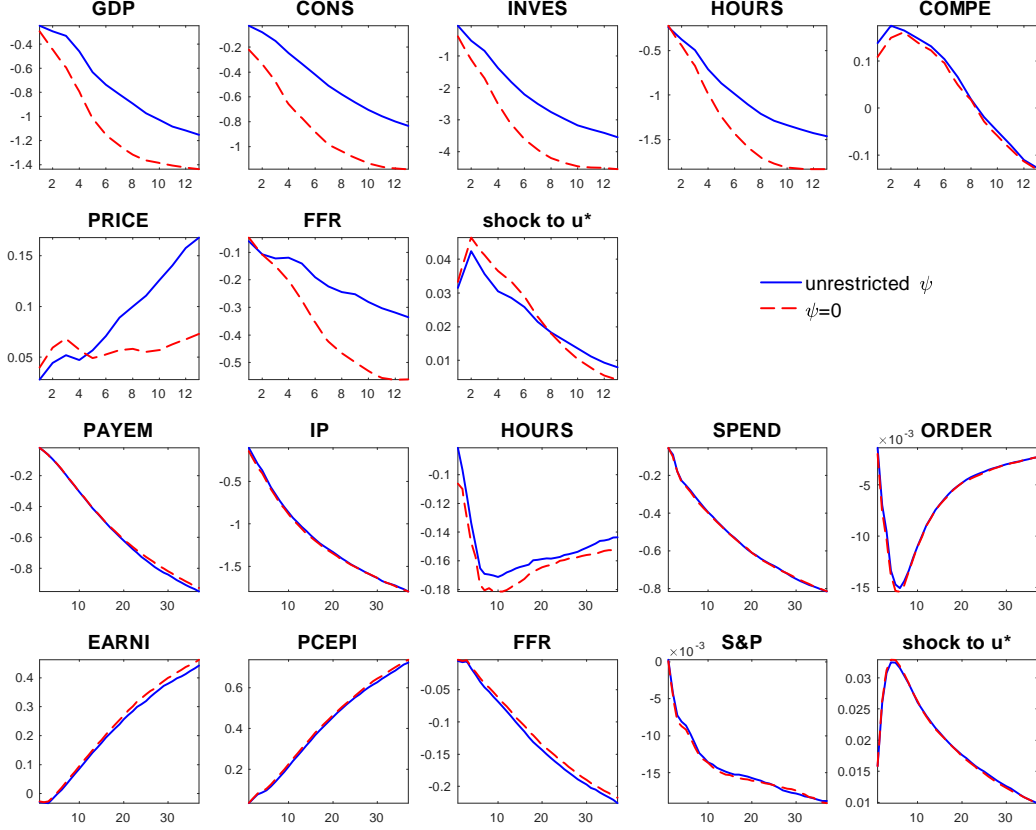 GDP CONS INVES HOURS COMPE
-0.4 -0.6 -0.8 -1 -1.2 -1.4
2 4 6 8 10 12
-0.2 -0.4 -0.6 -0.8 -1
2 4 6 8 10 12
-1 -2 -3 -4
2 4 6 8 10 12
-0.5 -1 -1.5
2 4 6 8 10 12
0.1 0 -0.1
2 4 6 8 10 12
PRICE FFR shock to u*
0.15 0.1 0.05
2 4 6 8 10 12
-0.1 -0.2 -0.3 -0.4 -0.5
2 4 6 8 10 12
0.04 0.03 0.02 0.01
2 4 6 8 10 12
unrestricted ψ
ψ=0
PAYEM IP HOURS SPEND ORDER
-0.2 -0.4 -0.6 -0.8
10 20 30
-0.5 -1 -1.5
10 20 30
-0.1 -0.12 -0.14 -0.16 -0.18
10 20 30
-0.2 -0.4 -0.6 -0.8
10 20 30
×10-3
-5 -10 -15
10 20 30
EARNI PCEPI FFR S&P shock to u*
0.4 0.3 0.2 0.1 0
10 20 30
0.6 0.4 0.2
10 20 30
-0.05 -0.1 -0.15 -0.2
10 20 30
×10-3
0 -5 -10 -15
10 20 30
0.03 0.025 0.02 0.015 0.01
10 20 30